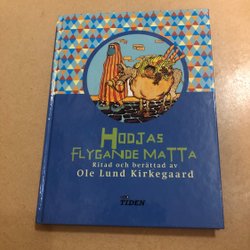 HODJAS
FLYGANDE MATTA
Ritad och berättad av
Ole Lund Kirkegaard
TIDEN